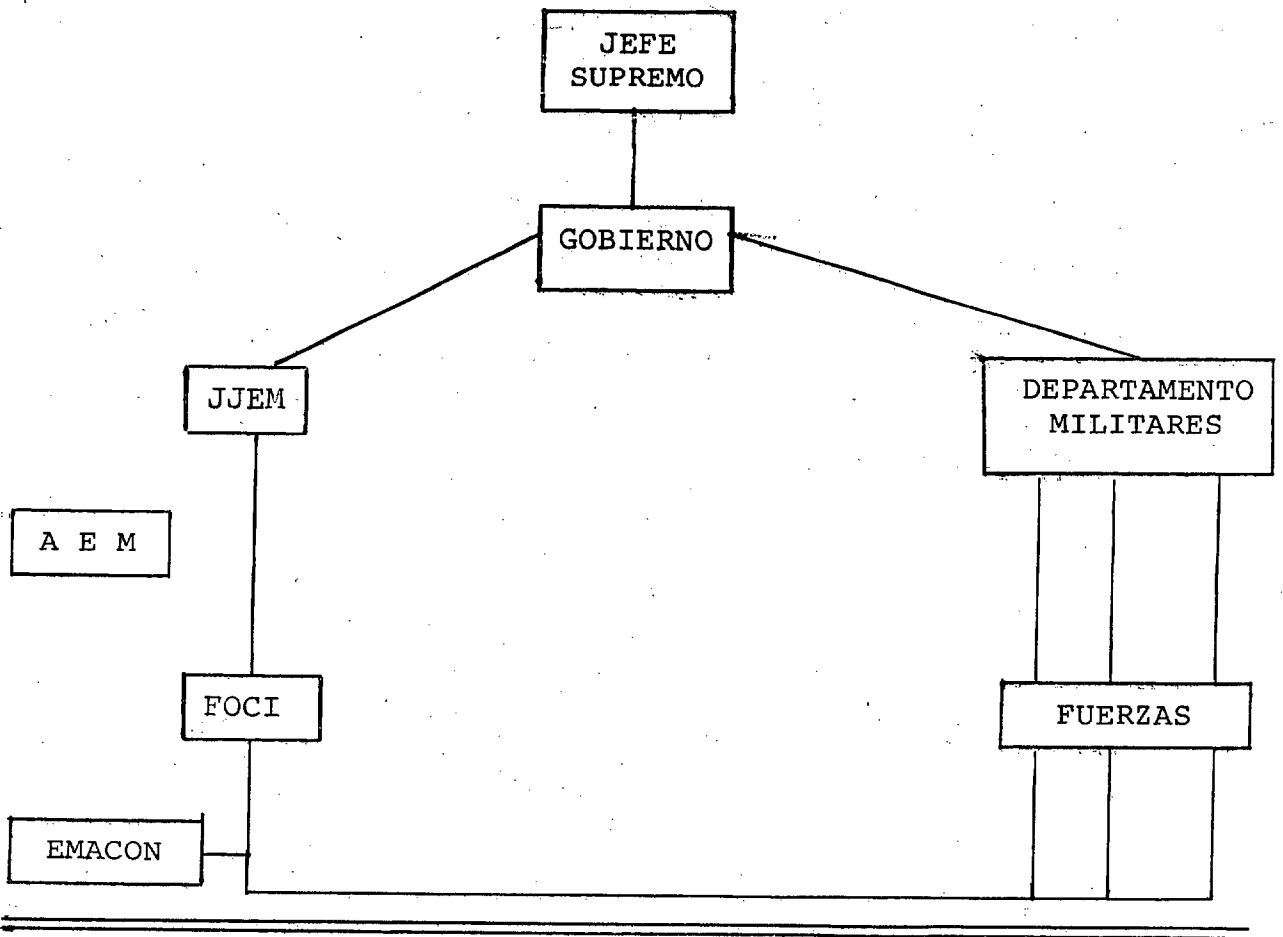 JEFE
SUPREMO
GOBIERNO
JJEM
DEPARTAMENTO
MILITARES
A E M
FOCI
FUERZAS
EMACON